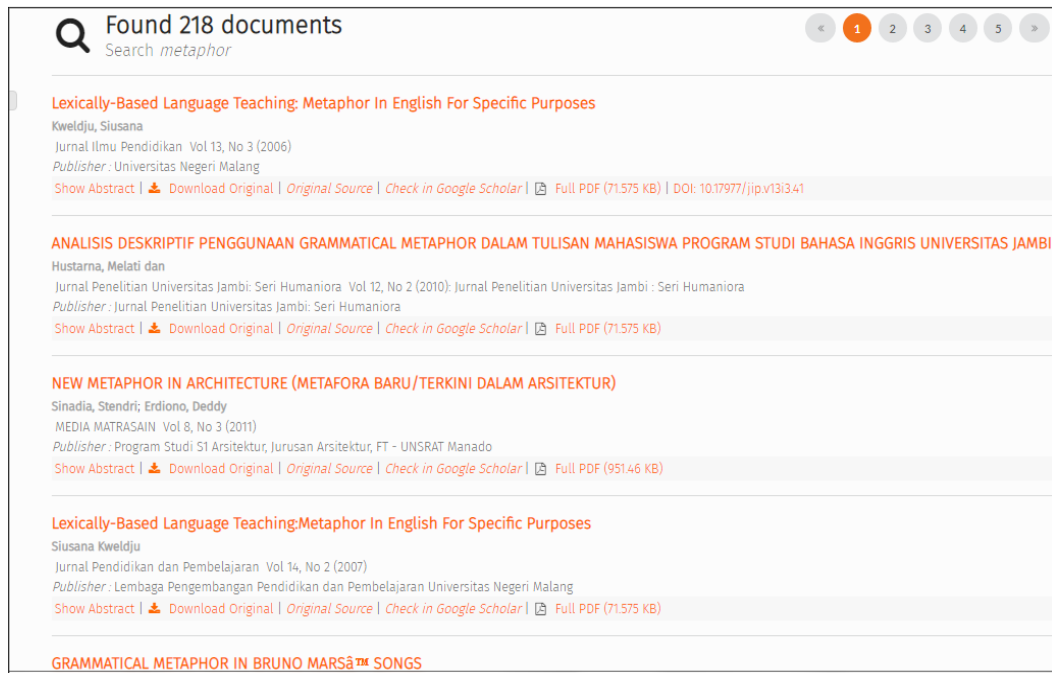 Found 218 documents
Search metaphor
« 1 2 3 4 5 »
Lexically-Based Language Teaching: Metaphor In English For Specific Purposes
Kweldju, Siusana
Jurnal Ilmu Pendidikan Vol 13, No 3 (2006)
Publisher : Universitas Negeri Malang
Show Abstract | Download Original | Original Source | Check in Google Scholar | Full PDF (71.575 KB) | DOI: 10.17977/jip.v13i3.41
ANALISIS DESKRIPTIF PENGGUNAAN GRAMMATICAL METAPHOR DALAM TULISAN MAHASISWA PROGRAM STUDI BAHASA INGGRIS UNIVERSITAS JAMBI
Hustarna, Melati dan
Jurnal Penelitian Universitas Jambi: Seri Humaniora Vol 12, No 2 (2010): Jurnal Penelitian Universitas Jambi : Seri Humaniora
Publisher : Jurnal Penelitian Universitas Jambi: Seri Humaniora
Show Abstract | Download Original | Original Source | Check in Google Scholar | Full PDF (71.575 KB)
NEW METAPHOR IN ARCHITECTURE (METAFORA BARU/TERKINI DALAM ARSITEKTUR)
Sinadia, Stendri; Erdiono, Deddy
MEDIA MATRASAIN Vol 8, No 3 (2011)
Publisher : Program Studi S1 Arsitektur, Jurusan Arsitektur, FT - UNSRAT Manado
Show Abstract | Download Original | Original Source | Check in Google Scholar | Full PDF (951.46 KB)
Lexically-Based Language Teaching:Metaphor In English For Specific Purposes
Siusana Kweldju
Jurnal Pendidikan dan Pembelajaran Vol 14, No 2 (2007)
Publisher : Lembaga Pengembangan Pendidikan dan Pembelajaran Universitas Negeri Malang
Show Abstract | Download Original | Original Source | Check in Google Scholar | Full PDF (71.575 KB)
GRAMMATICAL METAPHOR IN BRUNO MARSâ™ SONGS